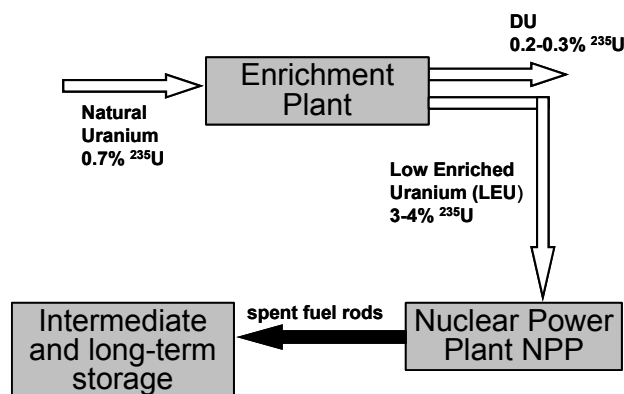 DU
0.2-0.3% ²³⁵U
Enrichment
Plant
Natural
Uranium
0.7% ²³⁵U
Low Enriched
Uranium (LEU)
3-4% ²³⁵U
spent fuel rods
Intermediate
and long-term
storage
Nuclear Power
Plant NPP